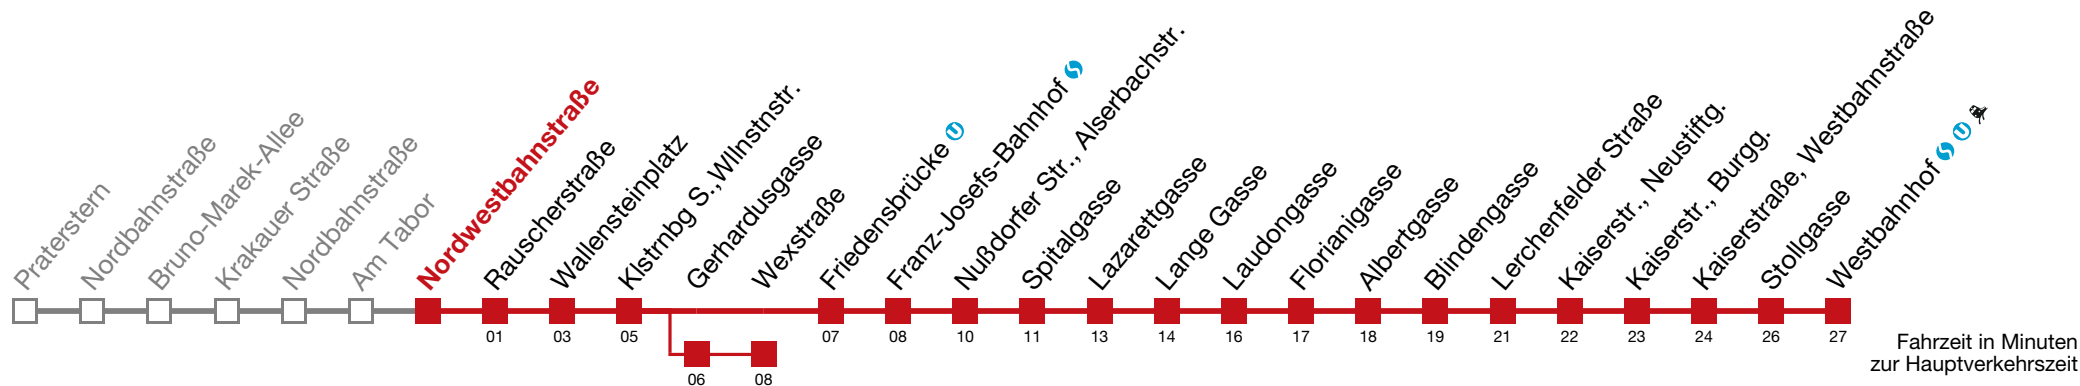 Praterstern
Nordbahnstraße
Bruno-Marek-Allee
Krakauer Straße
Nordbahnstraße
Am Tabor
Nordwestbahnstraße
Rauscherstraße
Wallensteinplatz
Klstrnbg S., Wllnstnstr.
Gerhardusgasse
Wexstraße
Friedensbrücke U
Franz-Josefs-Bahnhof S
Nußdorfer Str., Alserbachstr.
Spitalgasse
Lazarettgasse
Lange Gasse
Laudongasse
Florianigasse
Albertgasse
Blindengasse
Lerchenfelder Straße
Kaiserstr., Neustiftg.
Kaiserstr., Burgg.
Kaiserstraße, Westbahnstraße
Stollgasse
Westbahnhof S U
01 03 05 07 08 10 11 13 14 16 17 18 19 21 22 23 24 26 27
06 08
Fahrzeit in Minuten
zur Hauptverkehrszeit